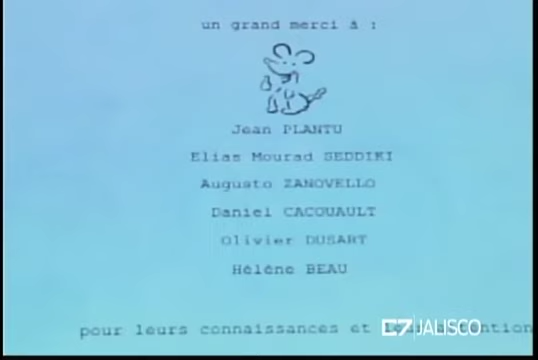 un grand merci à :
Jean PLANTU
Elias Mourad SEDDIKI
Augusto ZANOVELLO
Daniel CACOUAULT
Olivier DUSART
Hélène BEAU
pour leurs connaissances et
C7 JALISCO